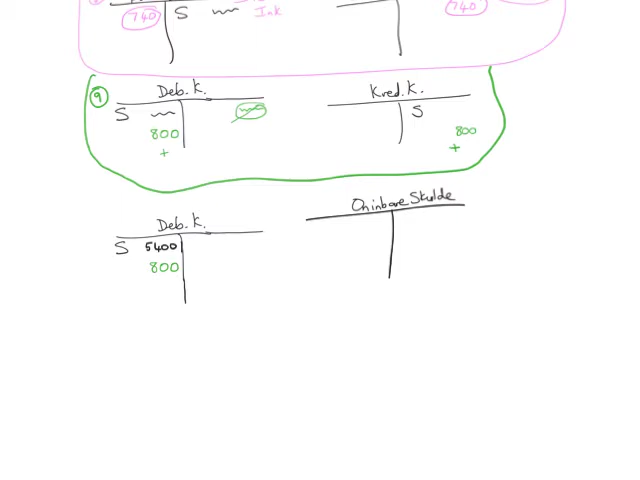 740 S Ink 740
9 Deb. K. Kred. K.
S S
800 800
+ +
Deb. K. Oninbare Skulde
S 5400
800